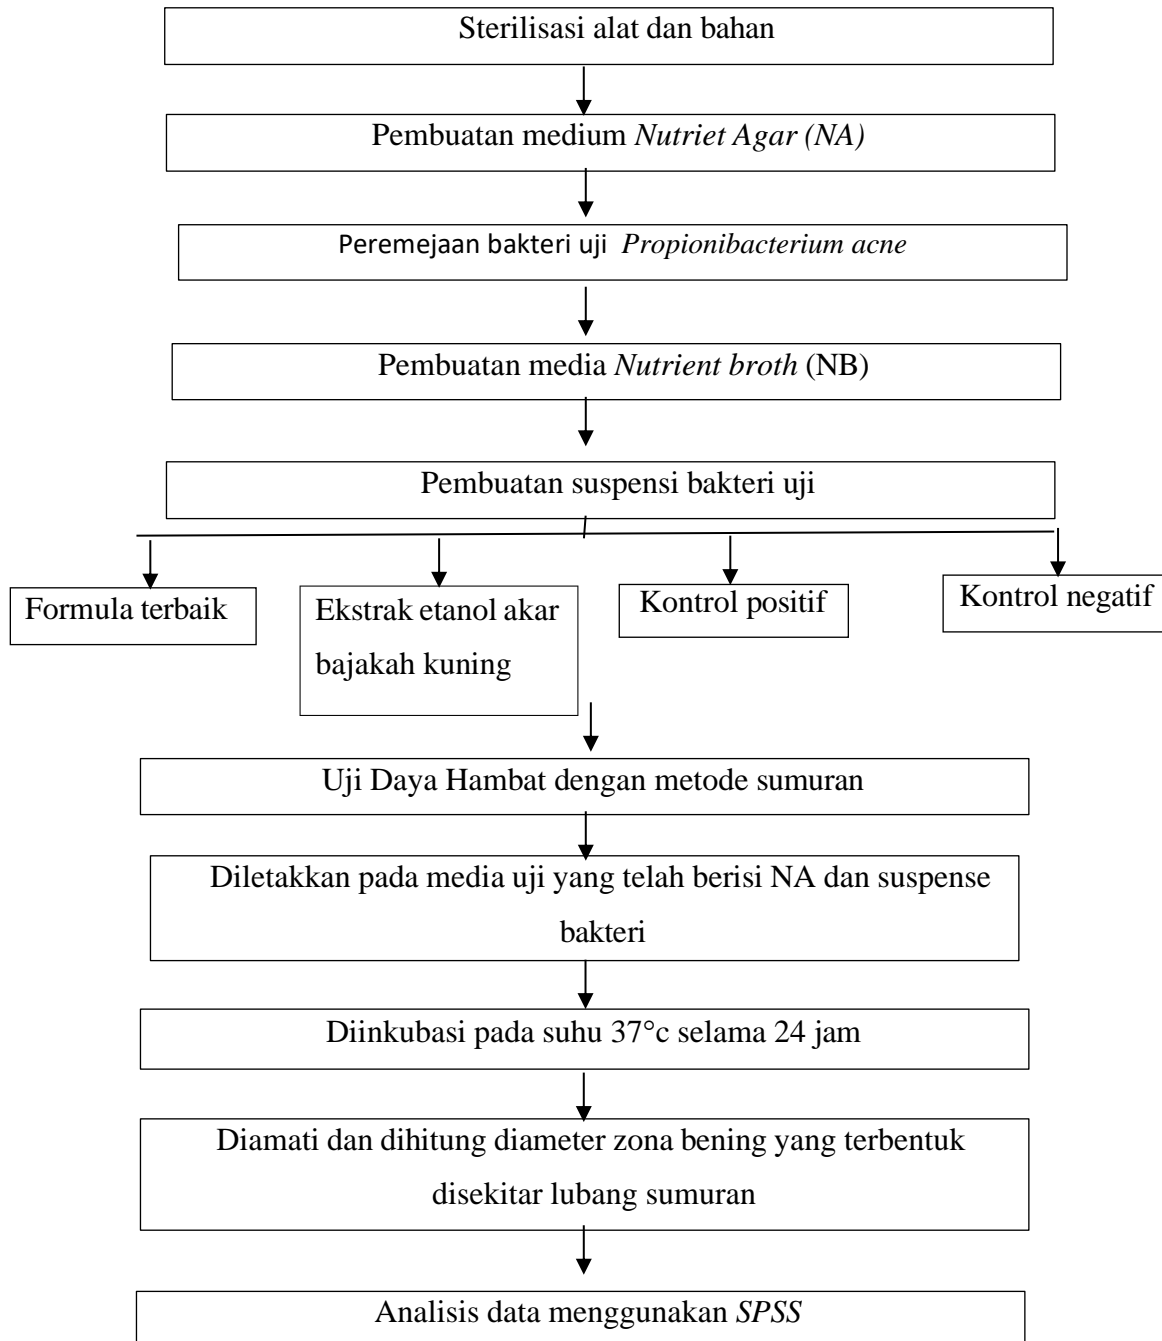 Sterilisasi alat dan bahan
Pembuatan medium Nutriet Agar (NA)
Peremejaan bakteri uji Propionibacterium acne
Pembuatan media Nutrient broth (NB)
Pembuatan suspensi bakteri uji
Formula terbaik
Ekstrak etanol akar
bajakah kuning
Kontrol positif
Kontrol negatif
Uji Daya Hambat dengan metode sumuran
Diletakkan pada media uji yang telah berisi NA dan suspense
bakteri
Diinkubasi pada suhu 37°c selama 24 jam
Diamati dan dihitung diameter zona bening yang terbentuk
disekitar lubang sumuran
Analisis data menggunakan SPSS